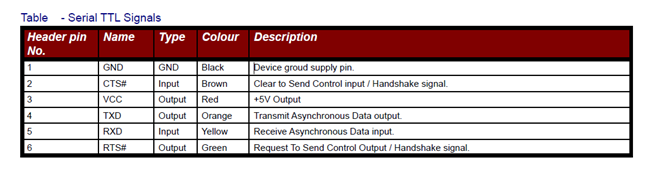 Table - Serial TTL Signals
Header pin No. Name Type Colour Description
1 GND GND Black Device groud supply pin.
2 CTS# Input Brown Clear to Send Control input / Handshake signal.
3 VCC Output Red +5V Output
4 TXD Output Orange Transmit Asynchronous Data output.
5 RXD Input Yellow Receive Asynchronous Data input.
6 RTS# Output Green Request To Send Control Output / Handshake signal.